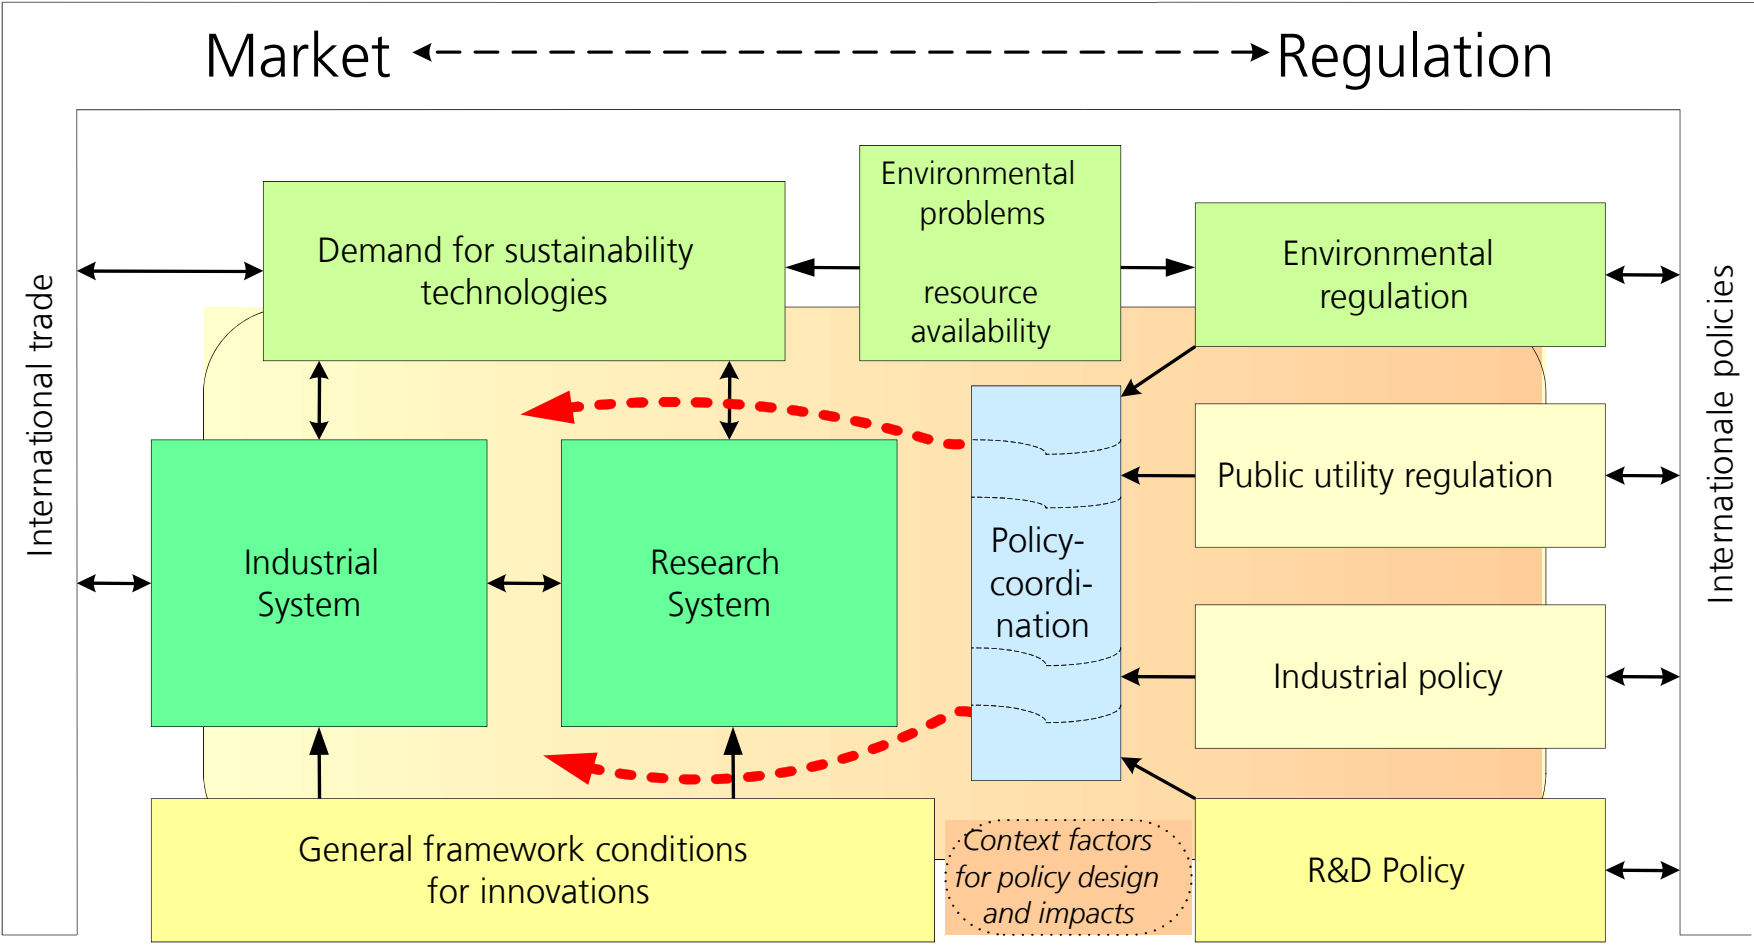 Market
Regulation
International trade
Demand for sustainability
technologies
Environmental
problems
resource
availability
Environmental
regulation
Internationale policies
Public utility regulation
Industrial
System
Research
System
Policy-
coordi-
nation
Industrial policy
General framework conditions
for innovations
Context factors
for policy design
and impacts
R&D Policy